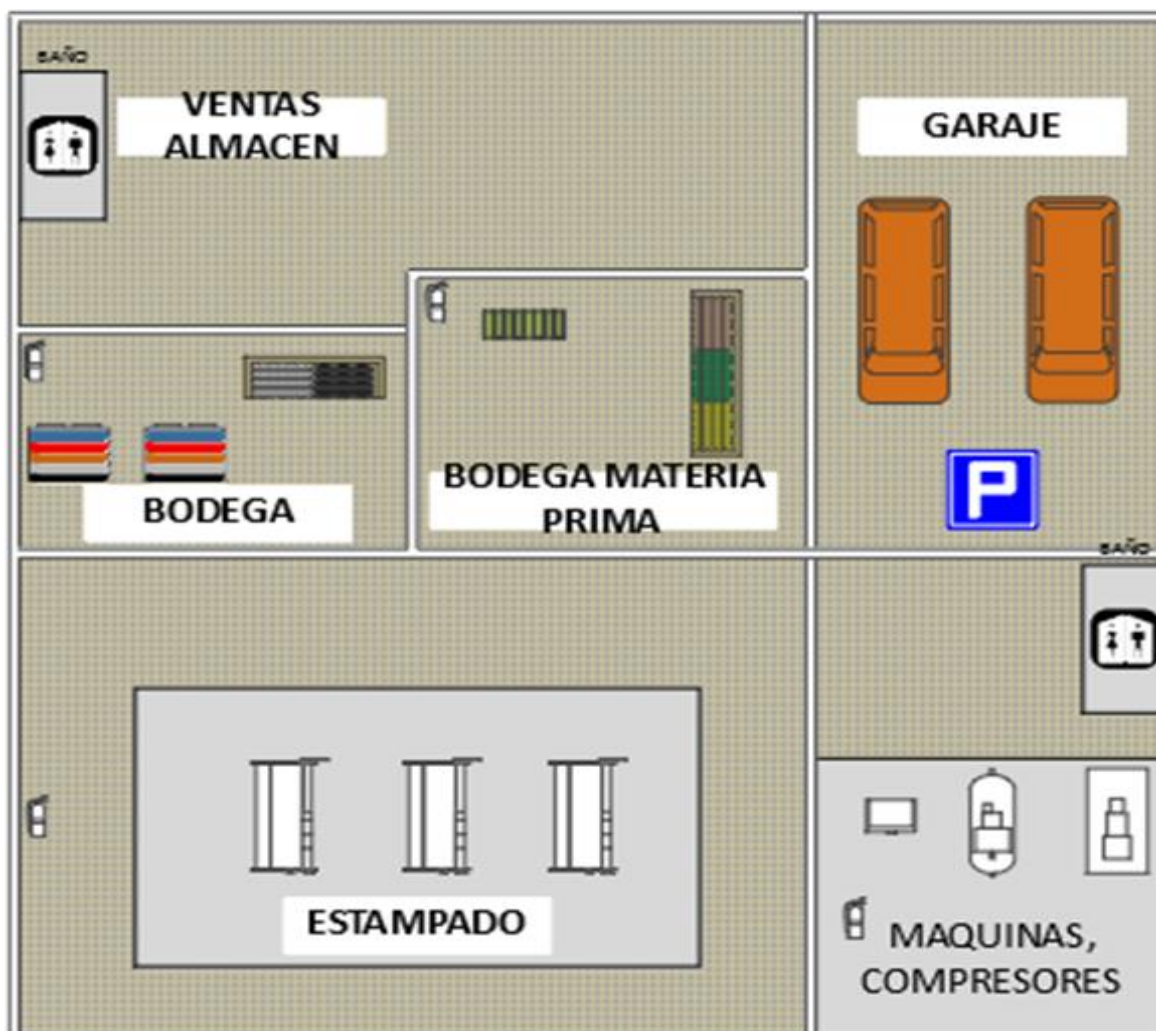 BAÑO
VENTAS
ALMACEN
GARAJE
BODEGA
BODEGA MATERIA
PRIMA
P
BAÑO
ESTAMPADO
MAQUINAS,
COMPRESORES